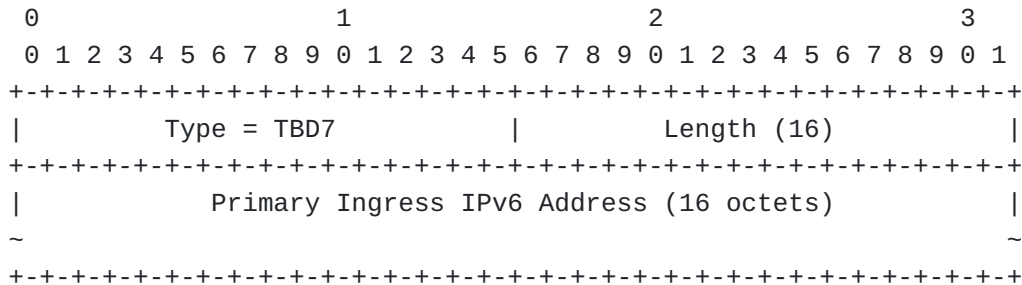 0                   1                   2                   3
 0 1 2 3 4 5 6 7 8 9 0 1 2 3 4 5 6 7 8 9 0 1 2 3 4 5 6 7 8 9 0 1
+-+-+-+-+-+-+-+-+-+-+-+-+-+-+-+-+-+-+-+-+-+-+-+-+-+-+-+-+-+-+-+-+
|         Type = TBD7           |         Length (16)           |
+-+-+-+-+-+-+-+-+-+-+-+-+-+-+-+-+-+-+-+-+-+-+-+-+-+-+-+-+-+-+-+-+
|            Primary Ingress IPv6 Address (16 octets)           |
~                                                               ~
+-+-+-+-+-+-+-+-+-+-+-+-+-+-+-+-+-+-+-+-+-+-+-+-+-+-+-+-+-+-+-+-+